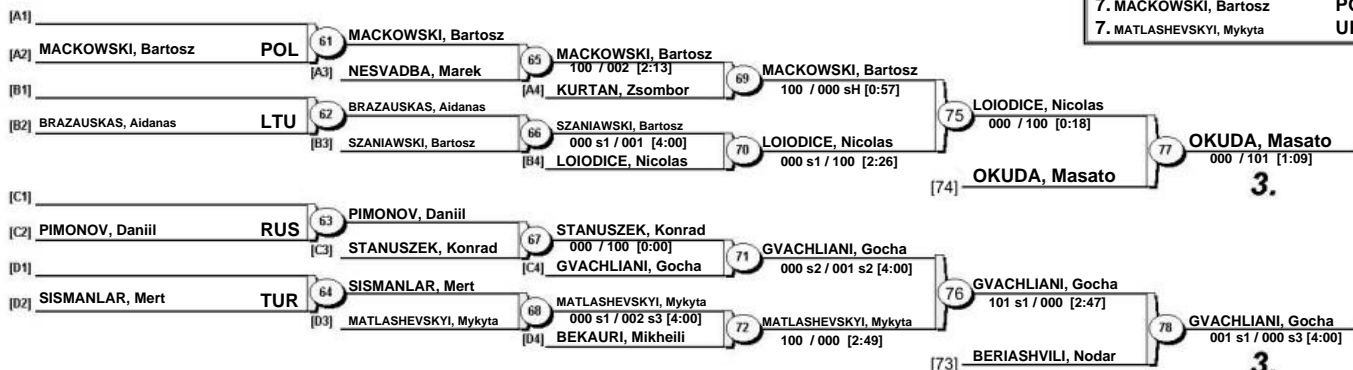 7. MACKOWSKI, Bartosz
7. MATLASHEVSKYI, Mykyta
[A1]
[A2] MACKOWSKI, Bartosz POL
61
MACKOWSKI, Bartosz
[A3] NESVADBA, Marek
65
MACKOWSKI, Bartosz
100 / 002 [2:13]
[A4] KURTAN, Zsombor
69
MACKOWSKI, Bartosz
100 / 000 sH [0:57]
[B1]
[B2] BRAZAUSKAS, Aidanas LTU
62
BRAZAUSKAS, Aidanas
[B3] SZANIAWSKI, Bartosz
66
SZANIAWSKI, Bartosz
000 s1 / 001 [4:00]
[B4] LOIODICE, Nicolas
70
LOIODICE, Nicolas
000 s1 / 100 [2:26]
75
LOIODICE, Nicolas
000 / 100 [0:18]
[74] OKUDA, Masato
77
OKUDA, Masato
000 / 101 [1:09]
3.
[C1]
[C2] PIMONOV, Daniil RUS
63
PIMONOV, Daniil
[C3] STANUSZEK, Konrad
67
STANUSZEK, Konrad
000 / 100 [0:00]
[C4] GVACHLIANI, Gocha
71
GVACHLIANI, Gocha
000 s2 / 001 s2 [4:00]
[D1]
[D2] SISMANLAR, Mert TUR
64
SISMANLAR, Mert
[D3] MATLASHEVSKYI, Mykyta
68
MATLASHEVSKYI, Mykyta
000 s1 / 002 s3 [4:00]
[D4] BEKAURI, Mikheili
72
MATLASHEVSKYI, Mykyta
100 / 000 [2:49]
76
GVACHLIANI, Gocha
101 s1 / 000 [2:47]
[73] BERIASHVILI, Nodar
78
GVACHLIANI, Gocha
001 s1 / 000 s3 [4:00]
3.